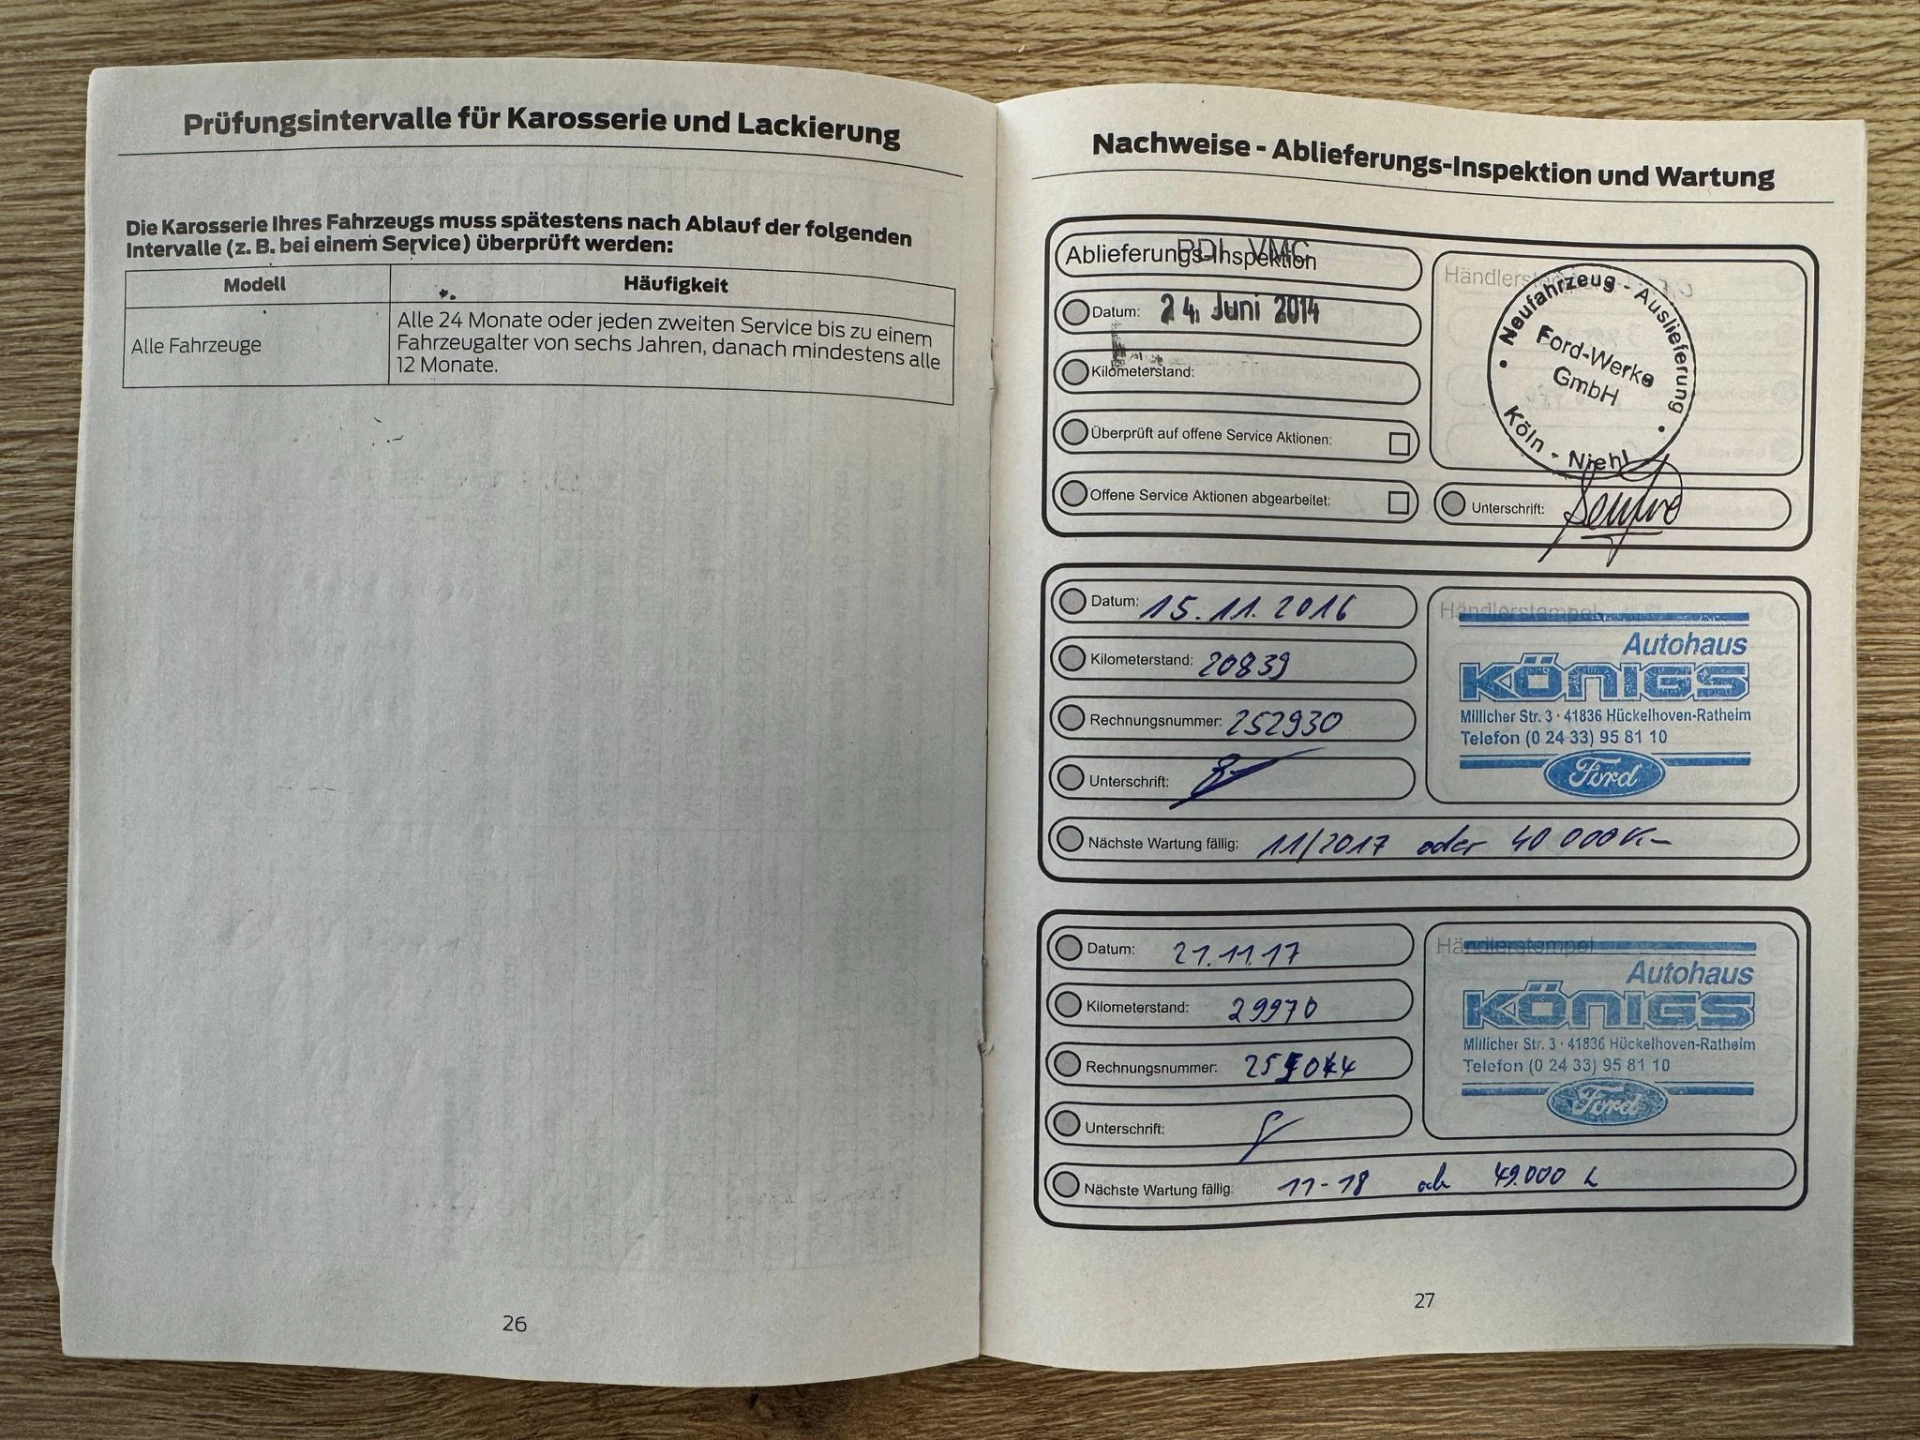 Prüfungsintervalle für Karosserie und Lackierung
Die Karosserie Ihres Fahrzeugs muss spätestens nach Ablauf der folgenden
Intervalle (z. B. bei einem Service) überprüft werden:
Modell
Häufigkeit
Alle Fahrzeuge
Alle 24 Monate oder jeden zweiten Service bis zu einem
Fahrzeugalter von sechs Jahren, danach mindestens alle
12 Monate.
26
Nachweise - Ablieferungs-Inspektion und Wartung
Ablieferungs-Inspektion
PDI VMC
Datum: 24. Juni 2014
Kilometerstand:
Überprüft auf offene Service Aktionen:
Offene Service Aktionen abgearbeitet:
Händlerstempel
Neufahrzeug - Auslieferung
Ford-Werke
GmbH
Köln - Niehl
Unterschrift:
Datum: 15.11.2016
Kilometerstand: 20839
Rechnungsnummer: 252930
Unterschrift:
Nächste Wartung fällig: 11/2017 oder 40 000 Km
Händlerstempel
Autohaus
KÖNIGS
Millicher Str. 3 · 41836 Hückelhoven-Ratheim
Telefon (0 24 33) 95 81 10
Ford
Datum: 21.11.17
Kilometerstand: 29970
Rechnungsnummer:
Unterschrift:
Nächste Wartung fällig: 11-18 49.000
Händlerstempel
Autohaus
KÖNIGS
Millicher Str. 3 · 41836 Hückelhoven-Ratheim
Telefon (0 24 33) 95 81 10
Ford
27